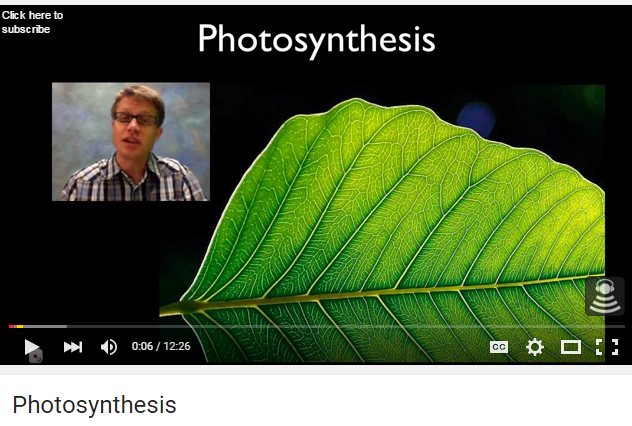 Click here to
subscribe
Photosynthesis
0:06 / 12:26
CC
Photosynthesis